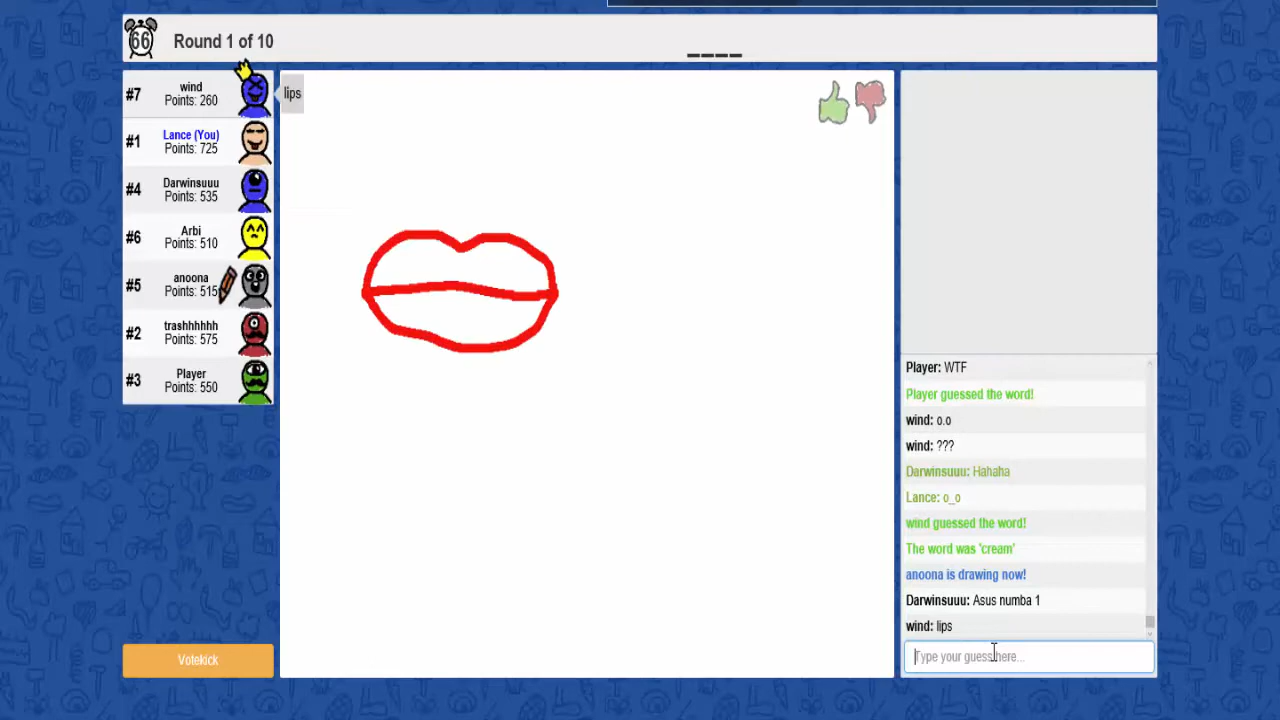 66
Round 1 of 10
____
#7
wind
Points: 260
lips
#1
Lance (You)
Points: 725
#4
Darwinsuuu
Points: 535
#6
Arbi
Points: 510
#5
anoona
Points: 515
#2
trashhhhhh
Points: 575
#3
Player
Points: 550
Votekick
Player: WTF
Player guessed the word!
wind: o.o
wind: ???
Darwinsuuu: Hahaha
Lance: o_o
wind guessed the word!
The word was 'cream'
anoona is drawing now!
Darwinsuuu: Asus numba 1
wind: lips
Type your guess here...